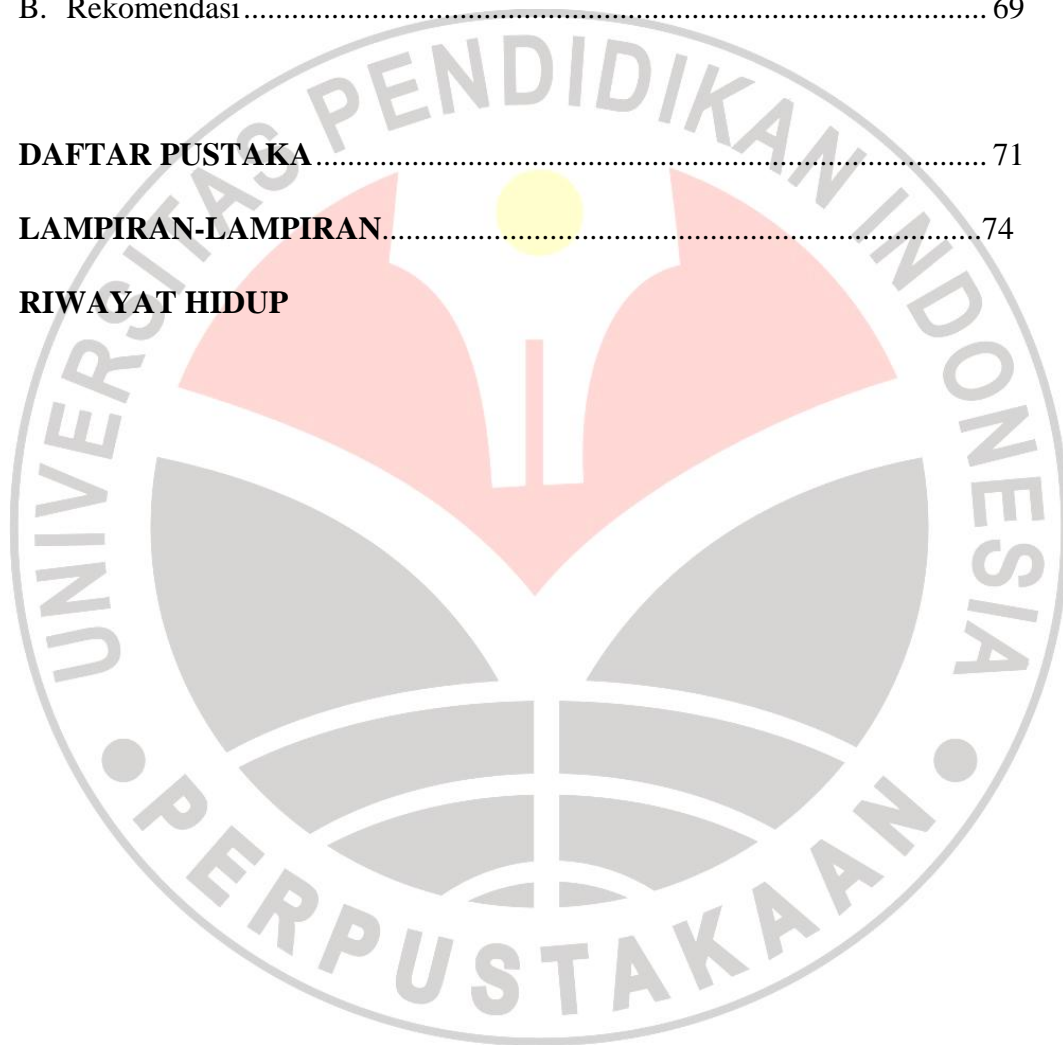 B. Rekomendasi........................................................................................... 69
DAFTAR PUSTAKA................................................................................... 71
LAMPIRAN-LAMPIRAN..........................................................................74
RIWAYAT HIDUP
UNIVERSITAS PENDIDIKAN INDONESIA
PERPUSTAKAAN